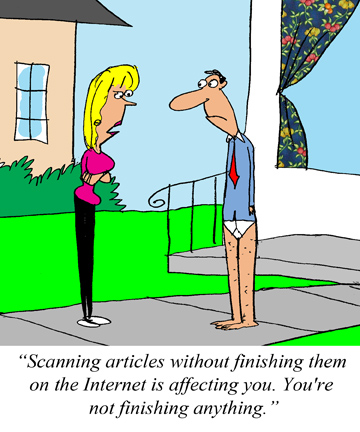 “Scanning articles without finishing them
on the Internet is affecting you. You're
not finishing anything.”